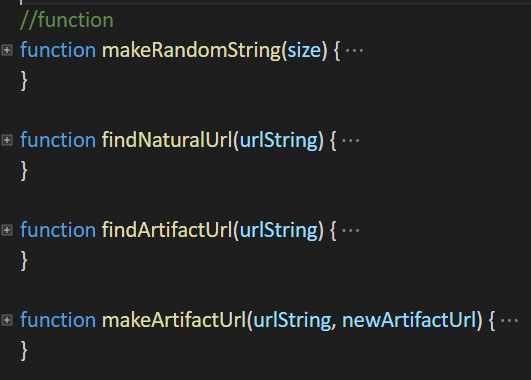 //function
function makeRandomString(size) { ···
}
function findNaturalUrl(urlString) { ···
}
function findArtifactUrl(urlString) { ···
}
function makeArtifactUrl(urlString, newArtifactUrl) { ···
}